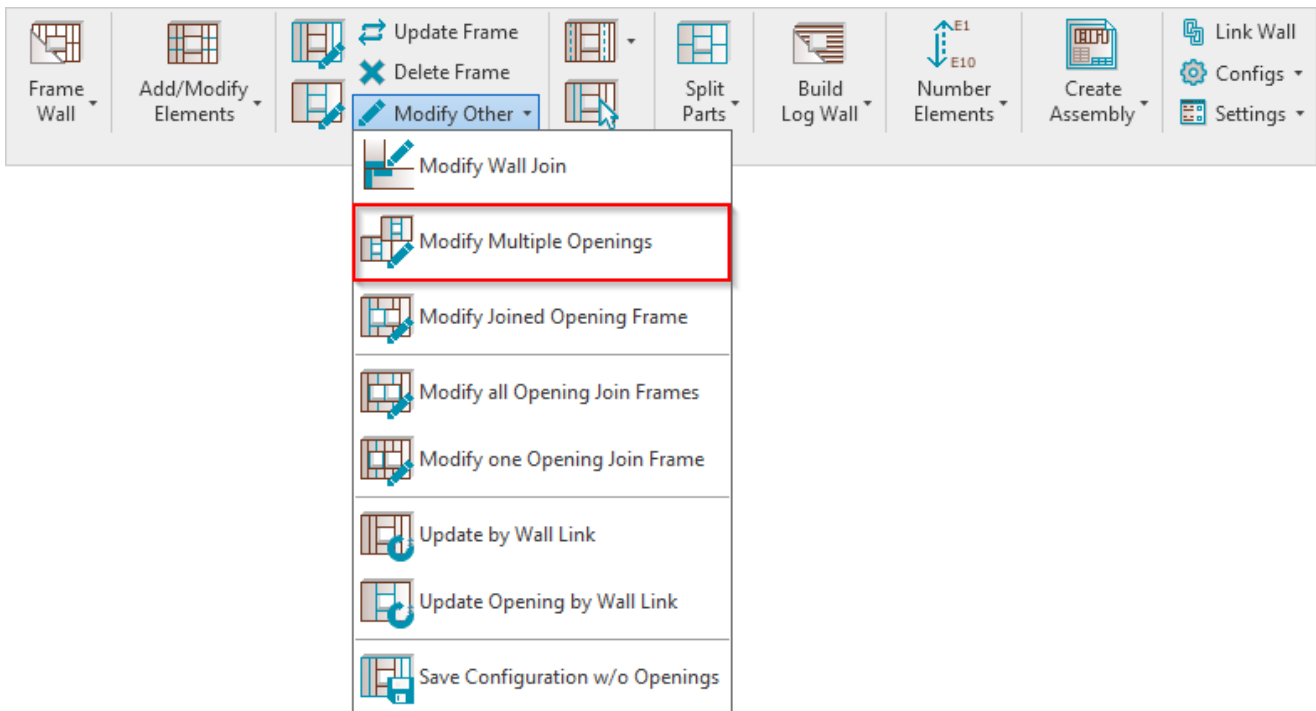 Frame
Wall
Add/Modify
Elements
Update Frame
Delete Frame
Modify Other
Split
Parts
Build
Log Wall
E1
E10
Number
Elements
Create
Assembly
Link Wall
Configs
Settings
Modify Wall Join
Modify Multiple Openings
Modify Joined Opening Frame
Modify all Opening Join Frames
Modify one Opening Join Frame
Update by Wall Link
Update Opening by Wall Link
Save Configuration w/o Openings